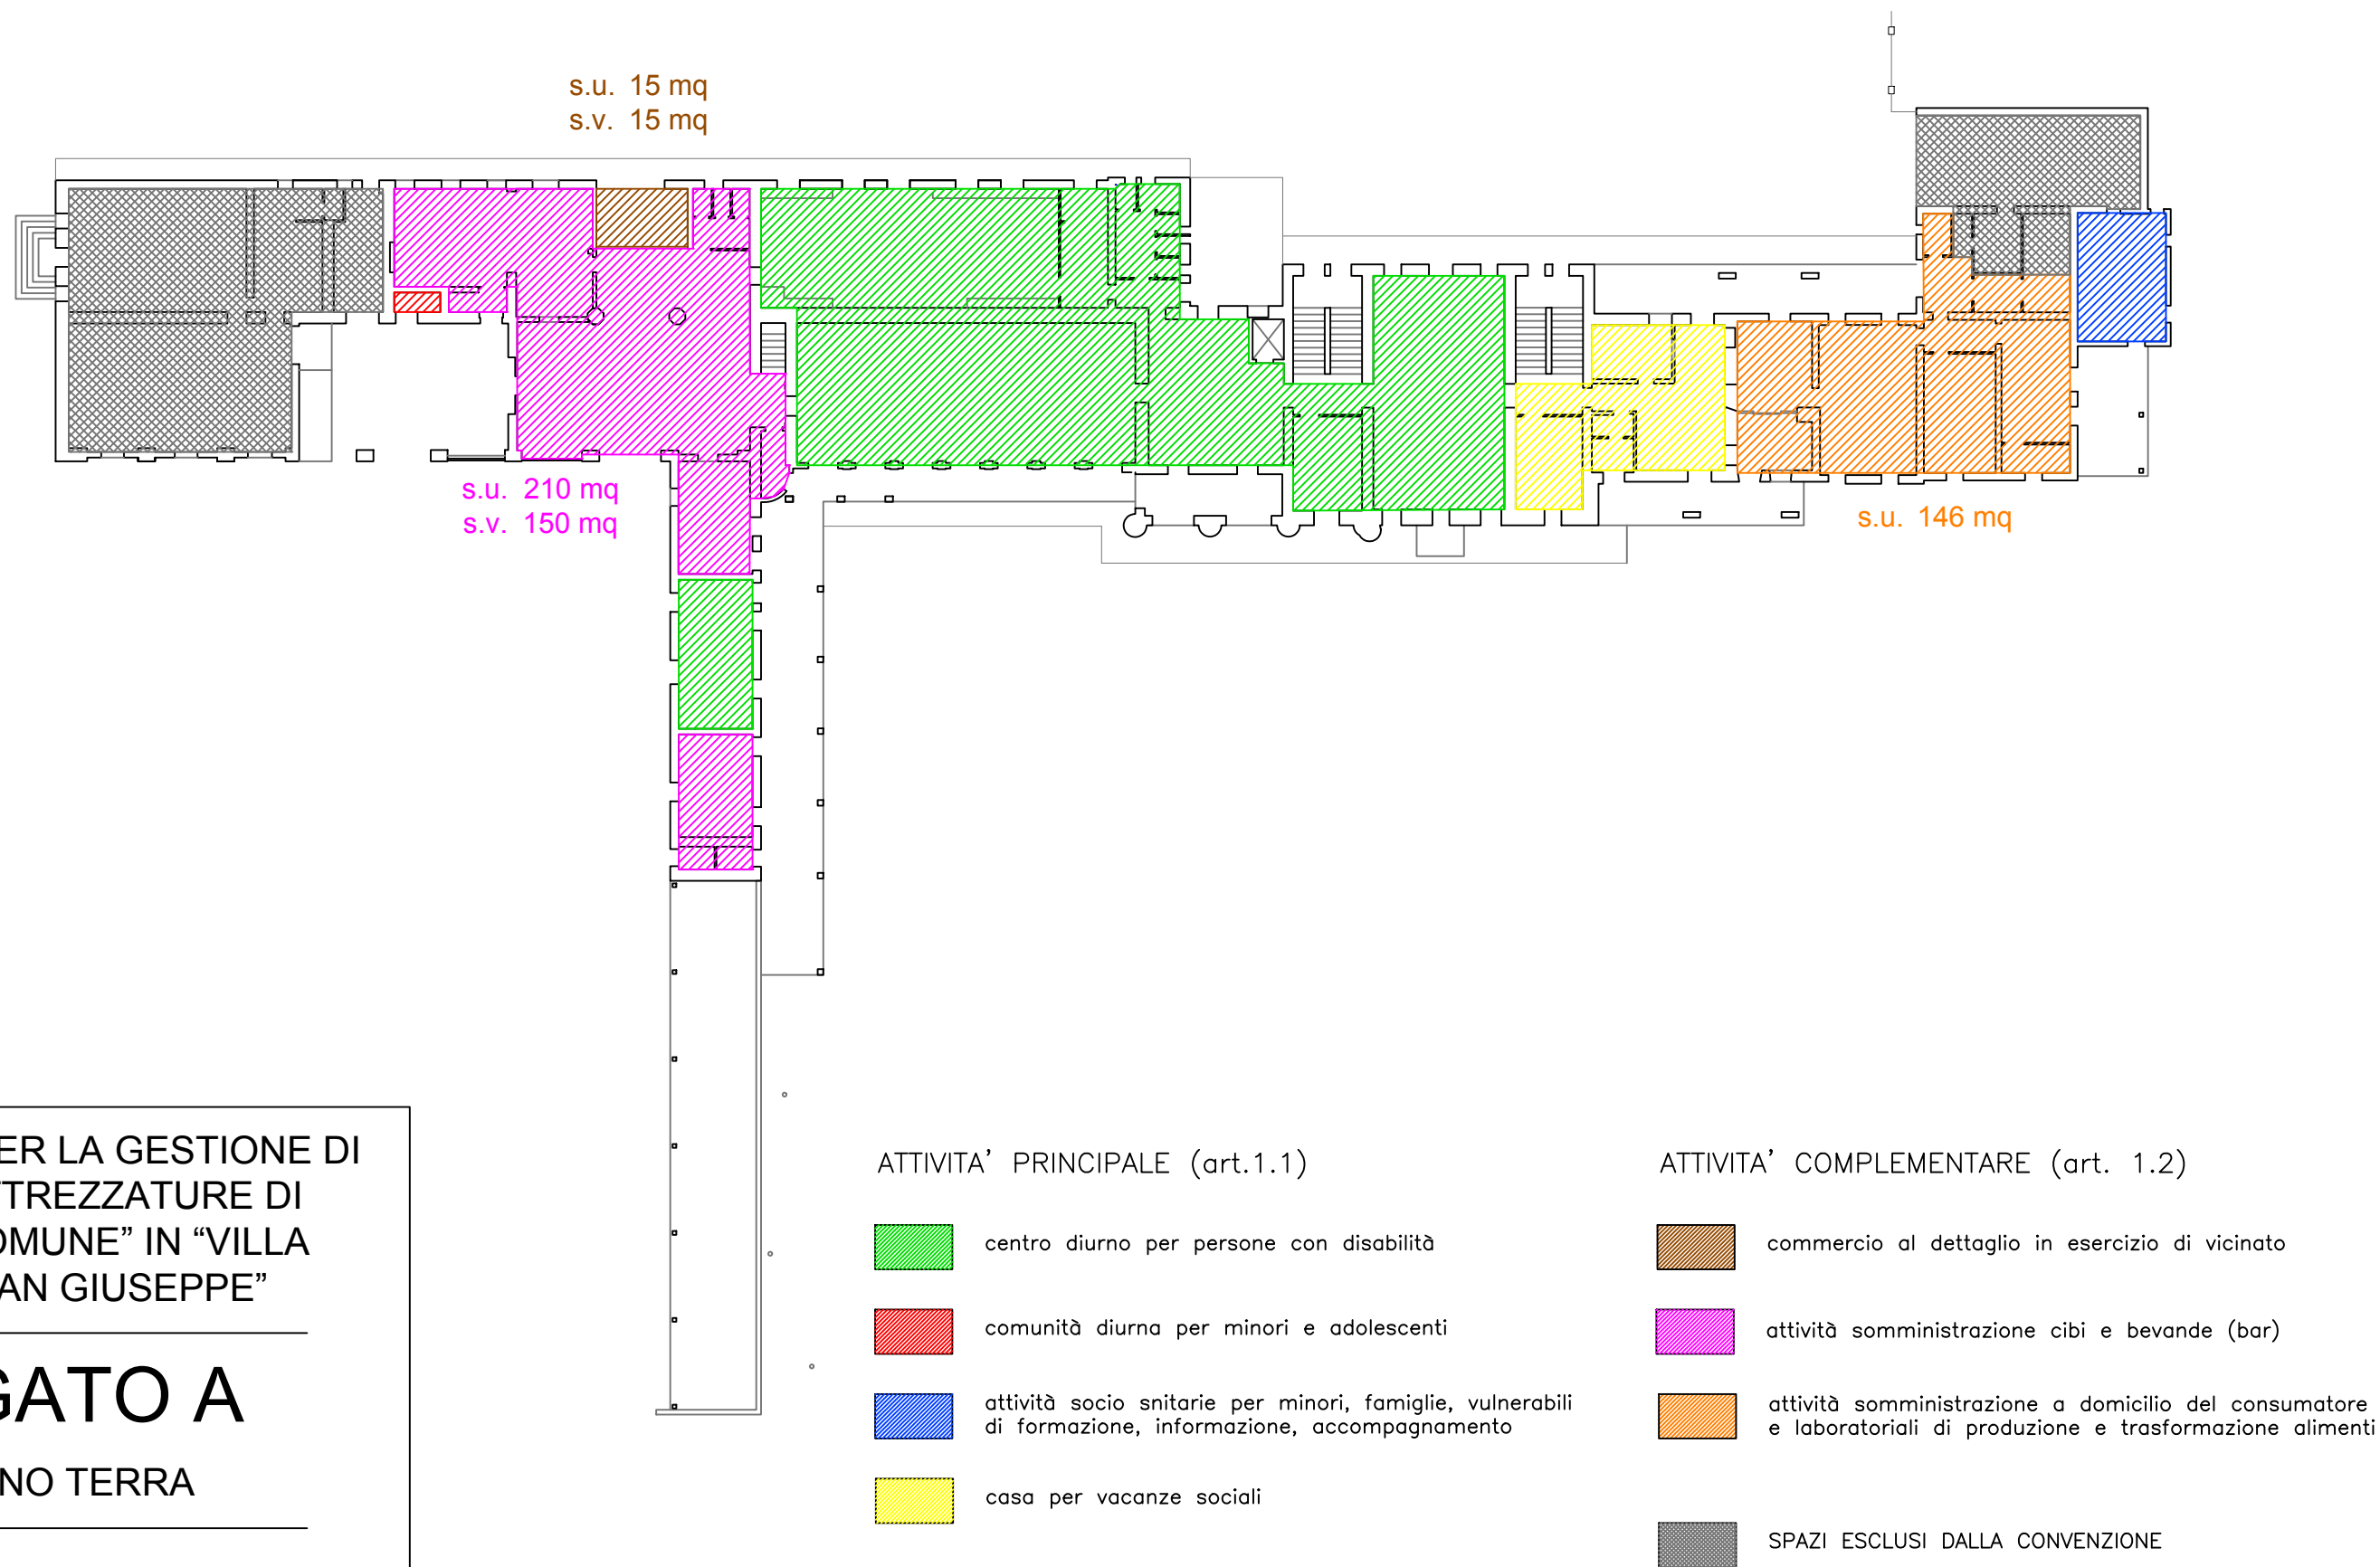 s.u. 15 mq
s.v. 15 mq
s.u. 210 mq
s.v. 150 mq
s.u. 146 mq
ER LA GESTIONE DI
TTREZZATURE DI
OMUNE” IN “VILLA
AN GIUSEPPE”
GATO A
NO TERRA
ATTIVITA’ PRINCIPALE (art.1.1)
centro diurno per persone con disabilità
comunità diurna per minori e adolescenti
attività socio snitarie per minori, famiglie, vulnerabili
di formazione, informazione, accompagnamento
casa per vacanze sociali
ATTIVITA’ COMPLEMENTARE (art. 1.2)
commercio al dettaglio in esercizio di vicinato
attività somministrazione cibi e bevande (bar)
attività somministrazione a domicilio del consumatore
e laboratoriali di produzione e trasformazione alimenti
SPAZI ESCLUSI DALLA CONVENZIONE